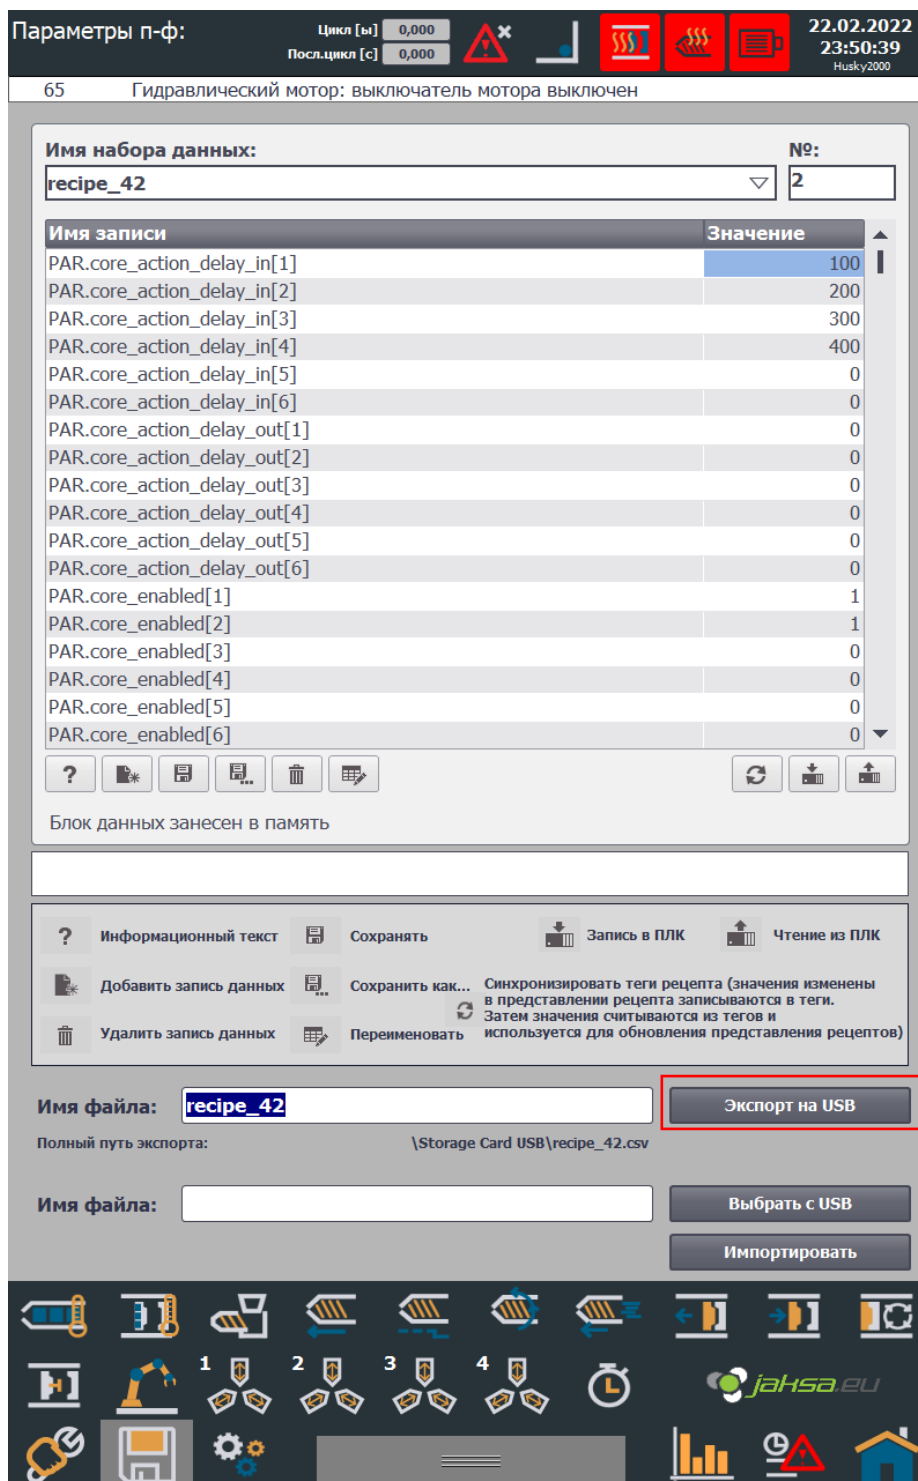 Параметры п-ф:
Цикл [ы] 0,000
Посл.цикл [с] 0,000
22.02.2022
23:50:39
Husky2000
65 Гидравлический мотор: выключатель мотора выключен
Имя набора данных: №:
recipe_42 2
Имя записи Значение
PAR.core_action_delay_in[1] 100
PAR.core_action_delay_in[2] 200
PAR.core_action_delay_in[3] 300
PAR.core_action_delay_in[4] 400
PAR.core_action_delay_in[5] 0
PAR.core_action_delay_in[6] 0
PAR.core_action_delay_out[1] 0
PAR.core_action_delay_out[2] 0
PAR.core_action_delay_out[3] 0
PAR.core_action_delay_out[4] 0
PAR.core_action_delay_out[5] 0
PAR.core_action_delay_out[6] 0
PAR.core_enabled[1] 1
PAR.core_enabled[2] 1
PAR.core_enabled[3] 0
PAR.core_enabled[4] 0
PAR.core_enabled[5] 0
PAR.core_enabled[6] 0
?
Блок данных занесен в память
? Информационный текст Сохранять Запись в ПЛК Чтение из ПЛК
Добавить запись данных Сохранить как...
Удалить запись данных Переименовать
Синхронизировать теги рецепта (значения изменены
в представлении рецепта записываются в теги.
Затем значения считываются из тегов и
используется для обновления представления рецептов)
Имя файла: recipe_42 Экспорт на USB
Полный путь экспорта: \Storage Card USB\recipe_42.csv
Имя файла: Выбрать с USB
Импортировать
1 2 3 4
jaksa.eu